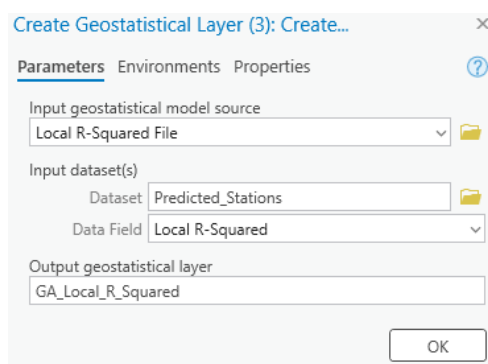 Create Geostatistical Layer (3): Create...
Parameters Environments Properties
Input geostatistical model source
Local R-Squared File
Input dataset(s)
Dataset Predicted_Stations
Data Field Local R-Squared
Output geostatistical layer
GA_Local_R_Squared
OK